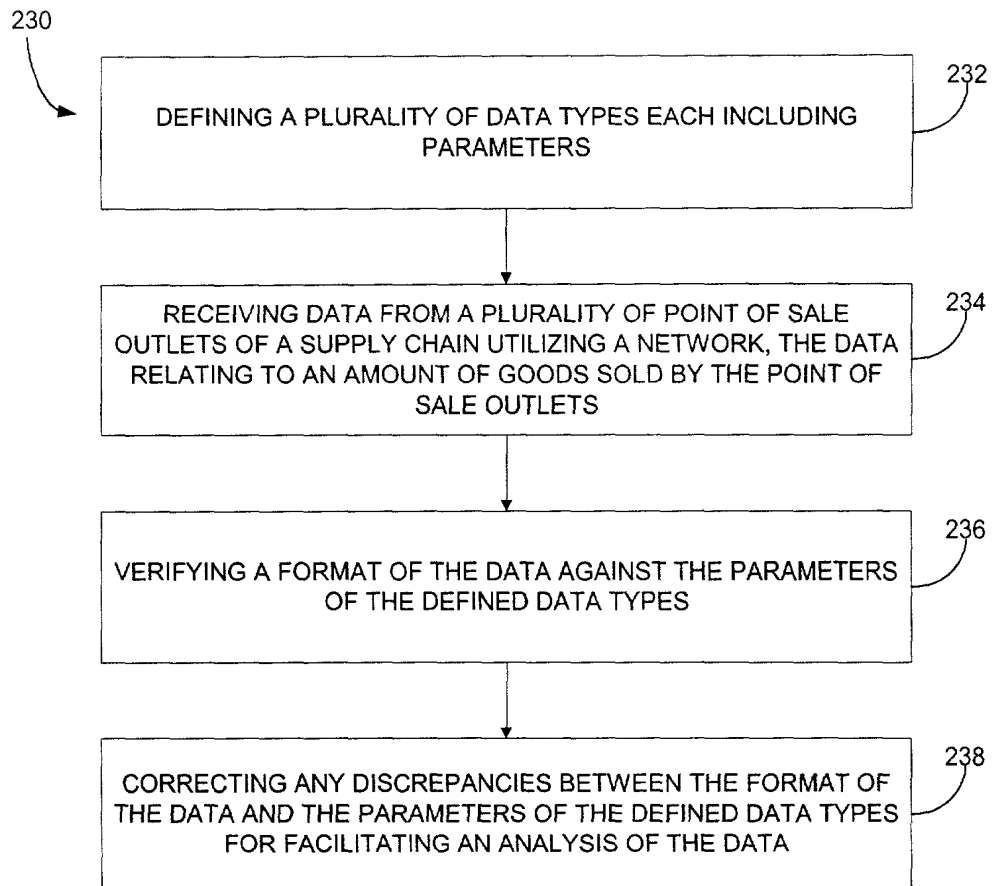 230
232
DEFINING A PLURALITY OF DATA TYPES EACH INCLUDING
PARAMETERS
234
RECEIVING DATA FROM A PLURALITY OF POINT OF SALE
OUTLETS OF A SUPPLY CHAIN UTILIZING A NETWORK, THE DATA
RELATING TO AN AMOUNT OF GOODS SOLD BY THE POINT OF
SALE OUTLETS
236
VERIFYING A FORMAT OF THE DATA AGAINST THE PARAMETERS
OF THE DEFINED DATA TYPES
238
CORRECTING ANY DISCREPANCIES BETWEEN THE FORMAT OF
THE DATA AND THE PARAMETERS OF THE DEFINED DATA TYPES
FOR FACILITATING AN ANALYSIS OF THE DATA